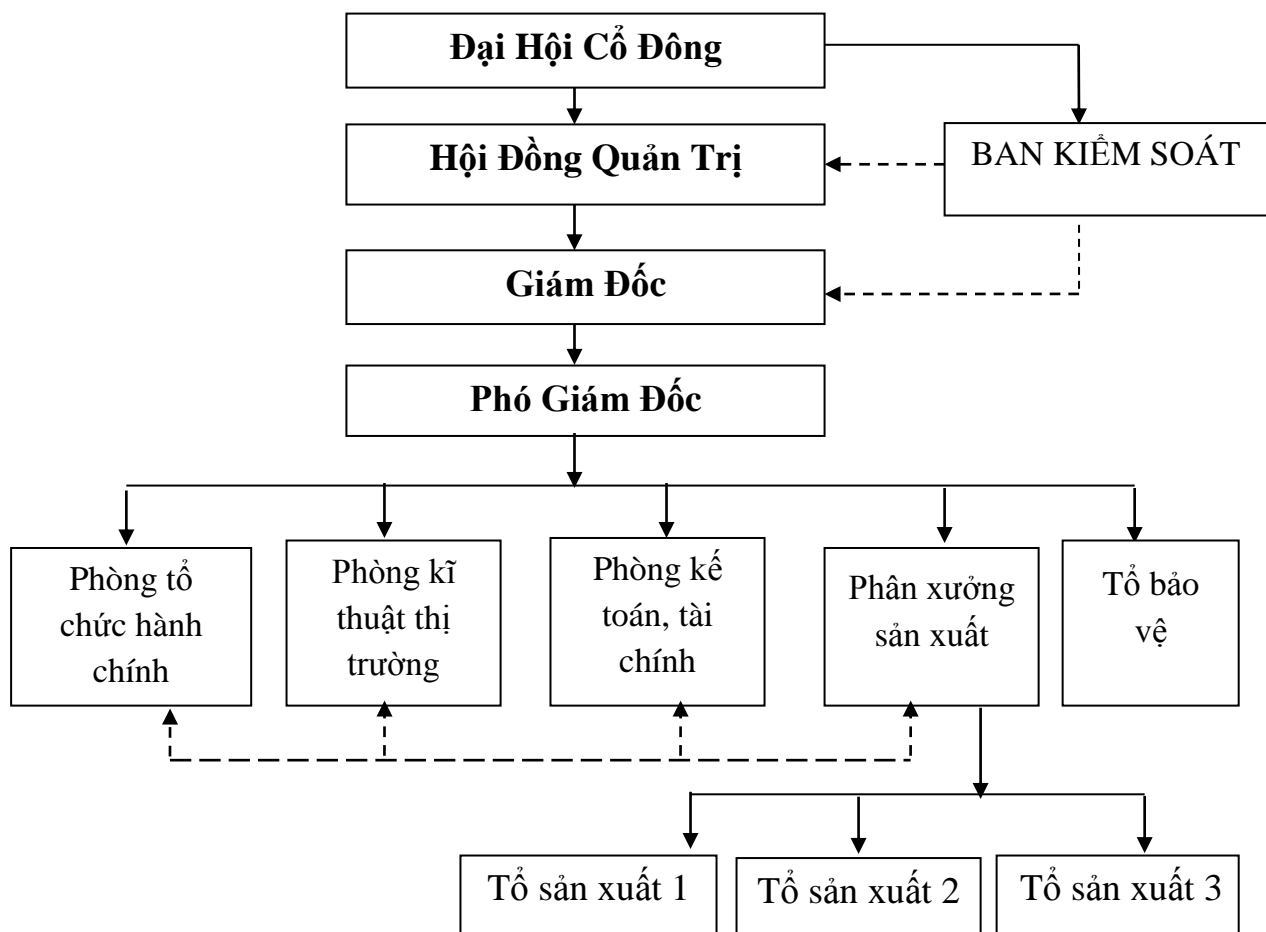 Đại Hội Cổ Đông
Hội Đồng Quản Trị
BAN KIỂM SOÁT
Giám Đốc
Phó Giám Đốc
Phòng tổ
chức hành
chính
Phòng kĩ
thuật thị
trường
Phòng kế
toán, tài
chính
Phân xưởng
sản xuất
Tổ bảo
vệ
Tổ sản xuất 1
Tổ sản xuất 2
Tổ sản xuất 3